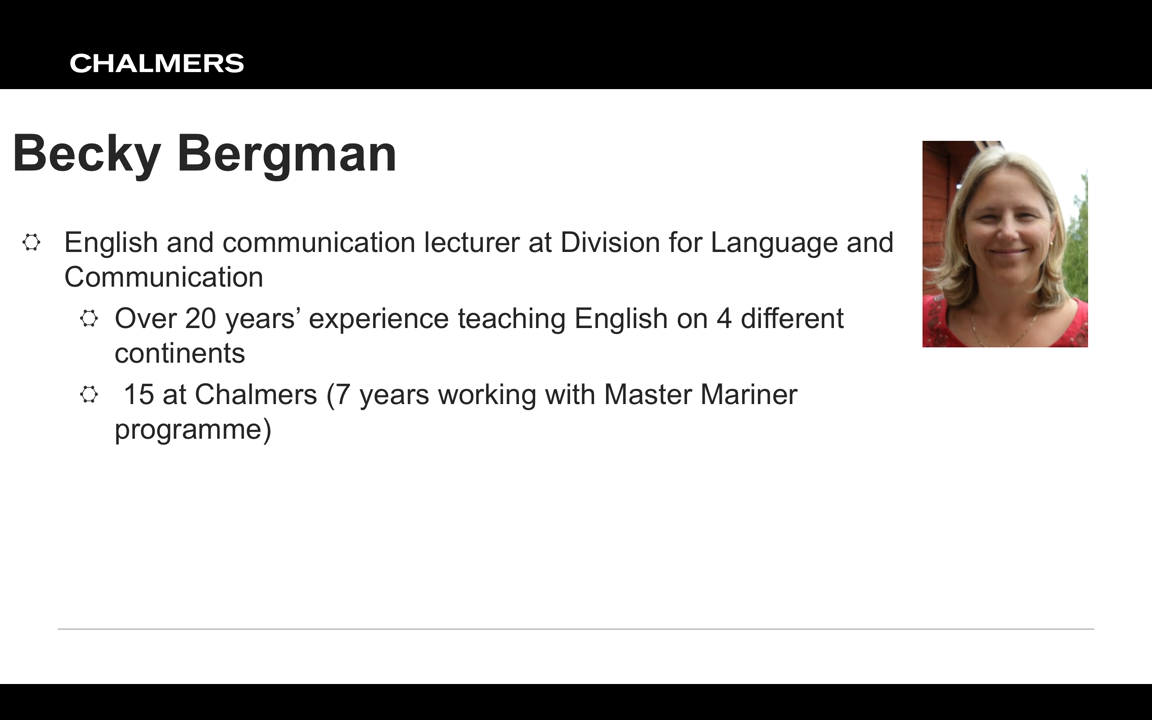 CHALMERS
Becky Bergman
English and communication lecturer at Division for Language and
Communication
Over 20 years’ experience teaching English on 4 different
continents
15 at Chalmers (7 years working with Master Mariner
programme)